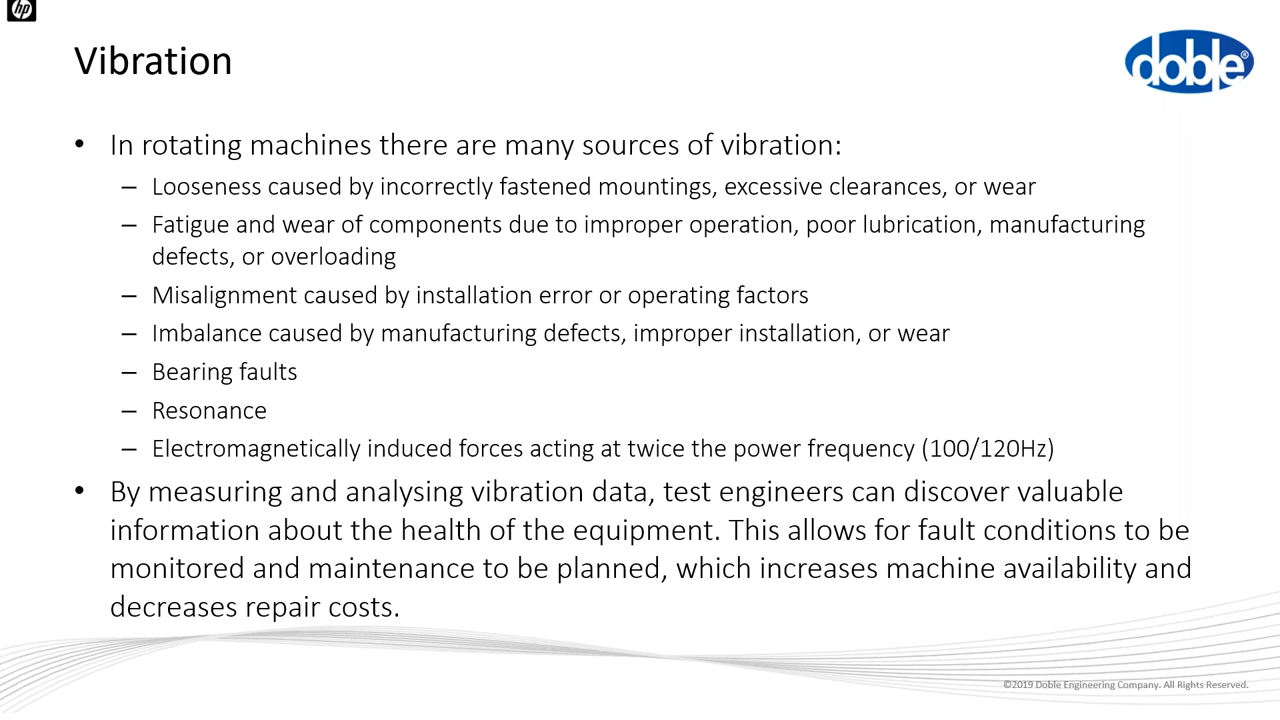 hp
Vibration
doble®
• In rotating machines there are many sources of vibration:
– Looseness caused by incorrectly fastened mountings, excessive clearances, or wear
– Fatigue and wear of components due to improper operation, poor lubrication, manufacturing
defects, or overloading
– Misalignment caused by installation error or operating factors
– Imbalance caused by manufacturing defects, improper installation, or wear
– Bearing faults
– Resonance
– Electromagnetically induced forces acting at twice the power frequency (100/120Hz)
• By measuring and analysing vibration data, test engineers can discover valuable
information about the health of the equipment. This allows for fault conditions to be
monitored and maintenance to be planned, which increases machine availability and
decreases repair costs.
©2019 Doble Engineering Company. All Rights Reserved.